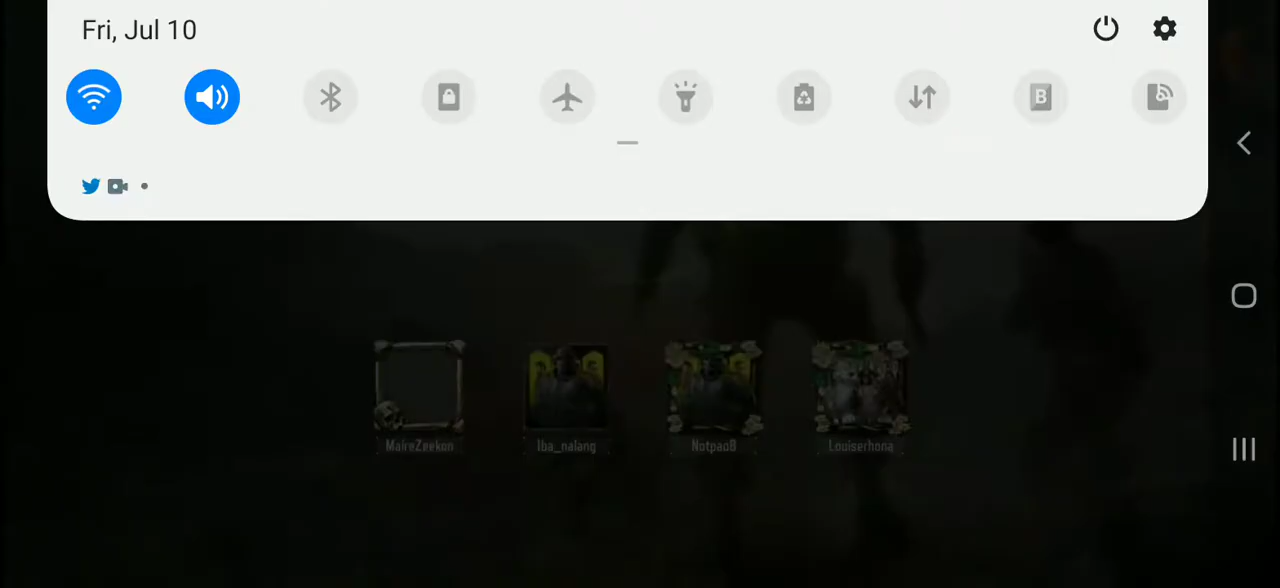 Fri, Jul 10
MaireZeekon
Iba_nalang
NotpaoB
Louiserhona